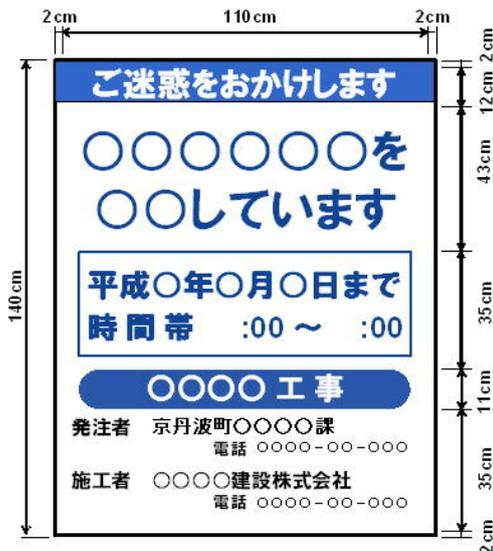 2cm 110cm 2cm
ご迷惑をおかけします
○○○○○○を
○○しています
平成○年○月○日まで
時間帯 :00 ~ :00
○○○○工事
発注者 京丹波町○○○○課
電話 ○○○○-○○-○○○
施工者 ○○○○建設株式会社
電話 ○○○○-○○-○○○
140cm
2cm
12cm
43cm
35cm
11cm
35cm
2cm